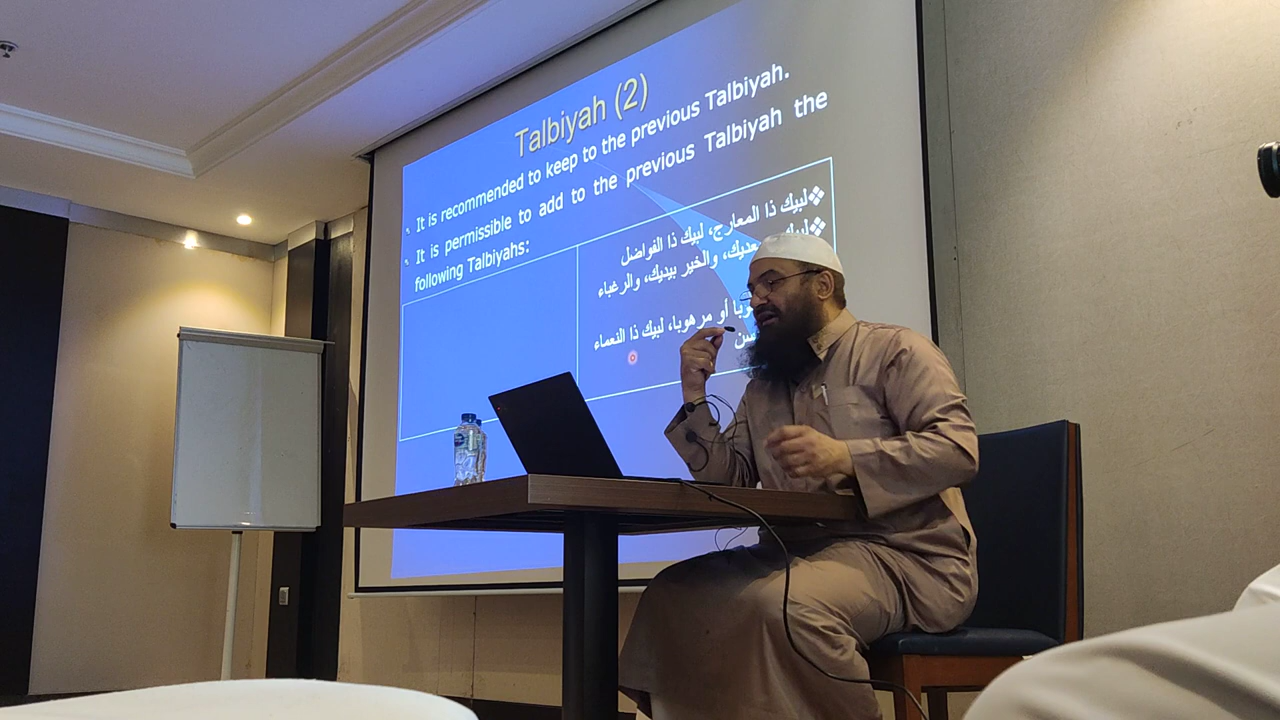 Talbiyah (2)
It is recommended to keep to the previous Talbiyah.
It is permissible to add to the previous Talbiyah the
following Talbiyahs:
لبيك ذا المعارج، لبيك ذا الفواضل
والخير بيديك، والرغباء
أو مرهوبا، لبيك ذا النعماء